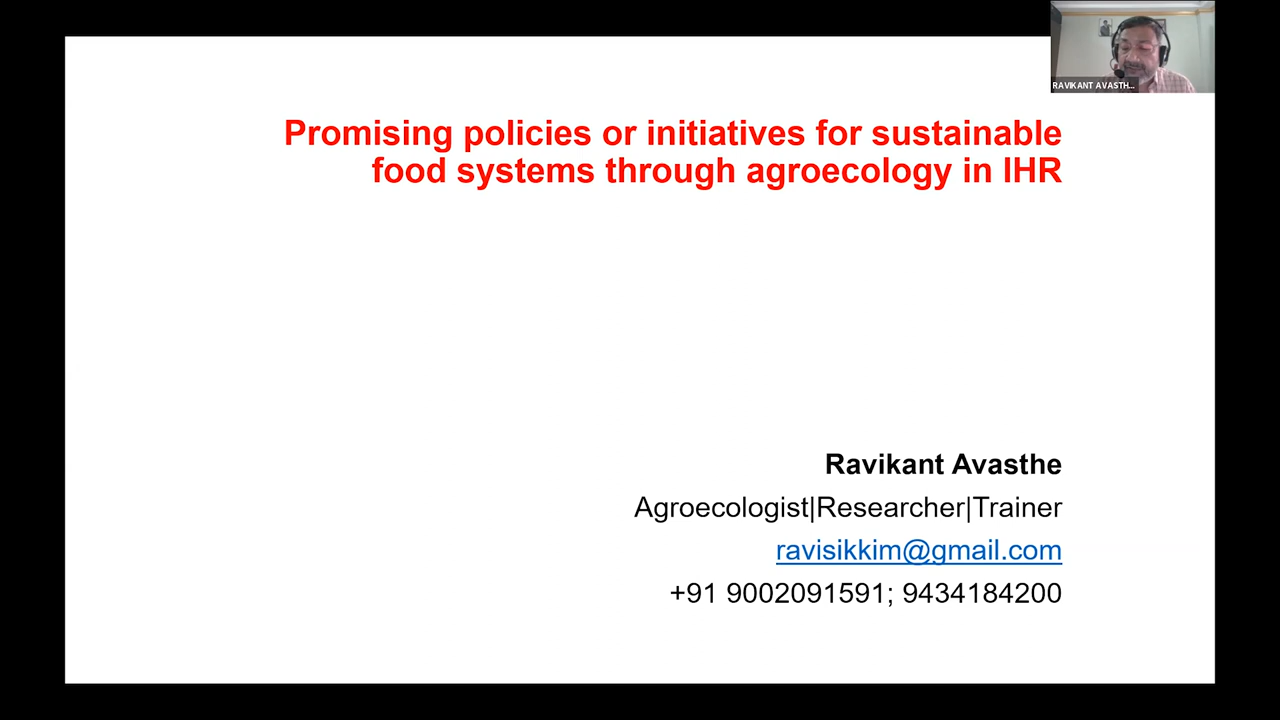 RAVIKANT AVASTH...
Promising policies or initiatives for sustainable
food systems through agroecology in IHR
Ravikant Avasthe
Agroecologist|Researcher|Trainer
ravisikkim@gmail.com
+91 9002091591; 9434184200